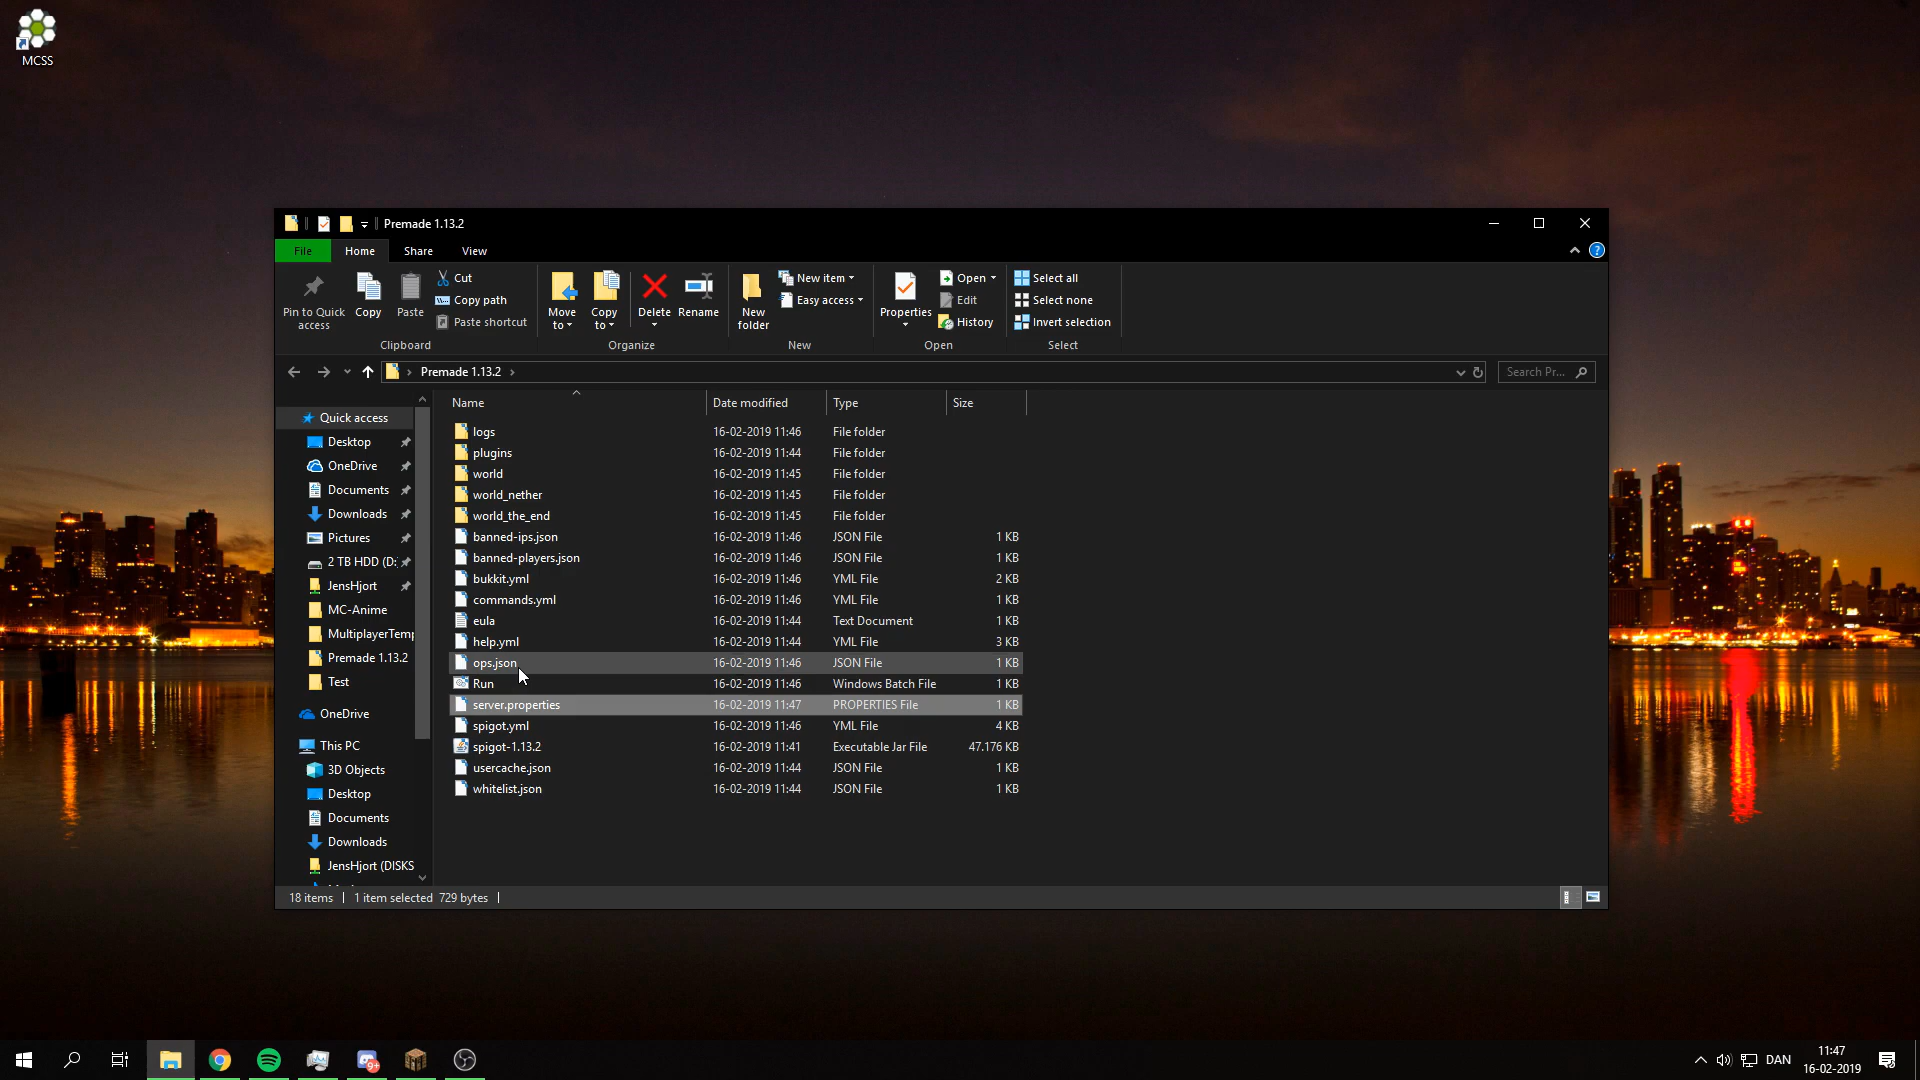 MCSS
Premade 1.13.2
File Home Share View
Pin to Quick access
Copy
Paste
Cut
Copy path
Paste shortcut
Clipboard
Move to
Copy to
Delete
Rename
Organize
New folder
New item
Easy access
New
Properties
Open
Edit
History
Open
Select all
Select none
Invert selection
Select
Premade 1.13.2
Search Pr...
Name Date modified Type Size
Quick access
Desktop
OneDrive
Documents
Downloads
Pictures
2 TB HDD (D:
JensHjort
MC-Anime
MultiplayerTemp
Premade 1.13.2
Test
OneDrive
This PC
3D Objects
Desktop
Documents
Downloads
JensHjort (DISKS
logs 16-02-2019 11:46 File folder
plugins 16-02-2019 11:44 File folder
world 16-02-2019 11:45 File folder
world_nether 16-02-2019 11:45 File folder
world_the_end 16-02-2019 11:45 File folder
banned-ips.json 16-02-2019 11:46 JSON File 1 KB
banned-players.json 16-02-2019 11:46 JSON File 1 KB
bukkit.yml 16-02-2019 11:46 YML File 2 KB
commands.yml 16-02-2019 11:46 YML File 1 KB
eula 16-02-2019 11:44 Text Document 1 KB
help.yml 16-02-2019 11:44 YML File 3 KB
ops.json 16-02-2019 11:46 JSON File 1 KB
Run 16-02-2019 11:46 Windows Batch File 1 KB
server.properties 16-02-2019 11:47 PROPERTIES File 1 KB
spigot.yml 16-02-2019 11:46 YML File 4 KB
spigot-1.13.2 16-02-2019 11:41 Executable Jar File 47.176 KB
usercache.json 16-02-2019 11:44 JSON File 1 KB
whitelist.json 16-02-2019 11:44 JSON File 1 KB
18 items 1 item selected 729 bytes
9+
DAN
11:47
16-02-2019